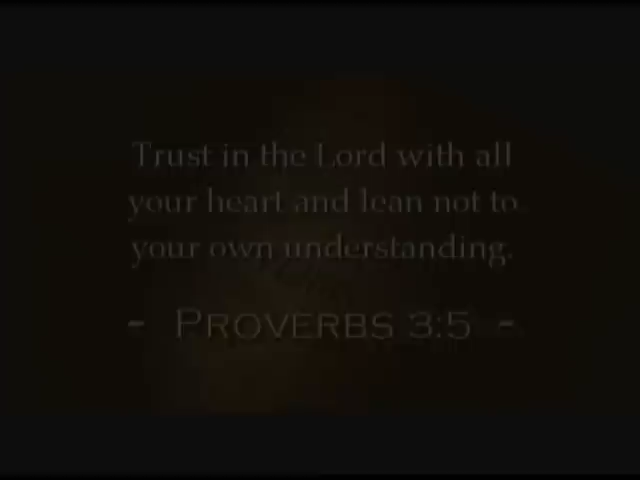 Trust in the Lord with all
your heart and lean not to
your own understanding.
- PROVERBS 3:5 -